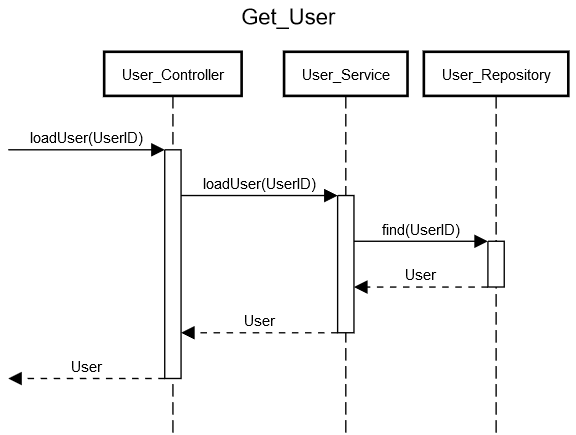 Get_User
User_Controller
User_Service
User_Repository
loadUser(UserID)
loadUser(UserID)
find(UserID)
User
User
User